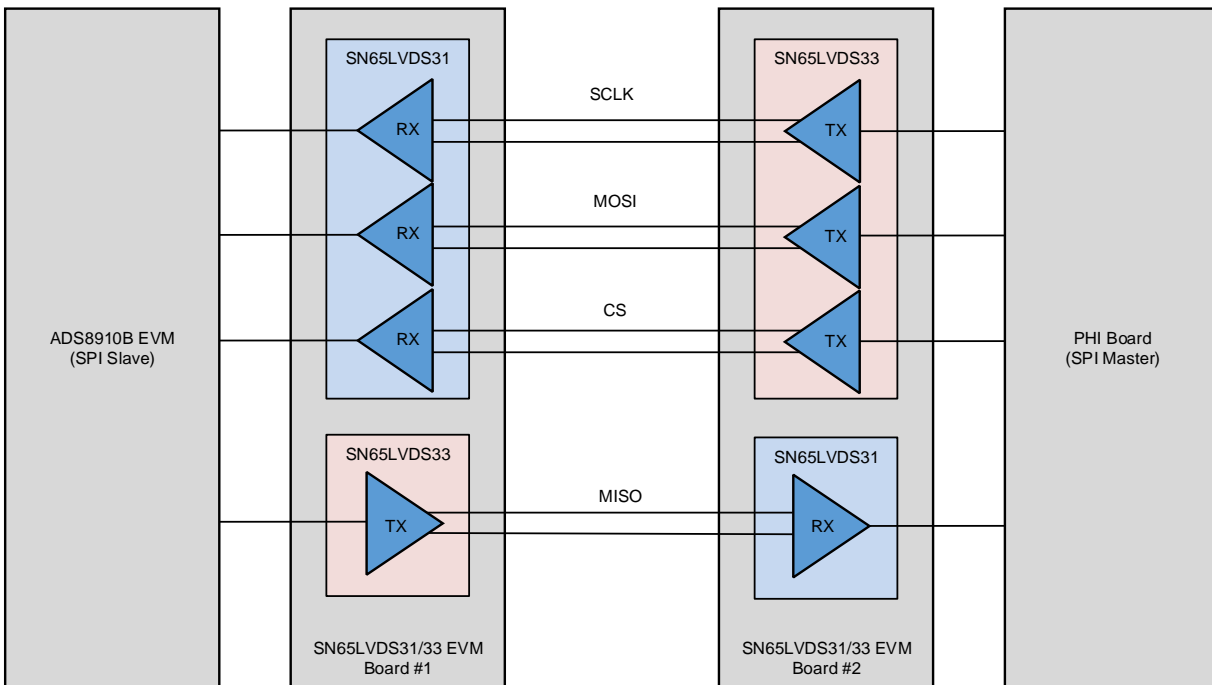 SN65LVDS31
SN65LVDS33
SCLK
RX
TX
MOSI
RX
TX
CS
RX
TX
ADS8910B EVM
(SPI Slave)
PHI Board
(SPI Master)
SN65LVDS33
SN65LVDS31
MISO
TX
RX
SN65LVDS31/33 EVM
Board #1
SN65LVDS31/33 EVM
Board #2